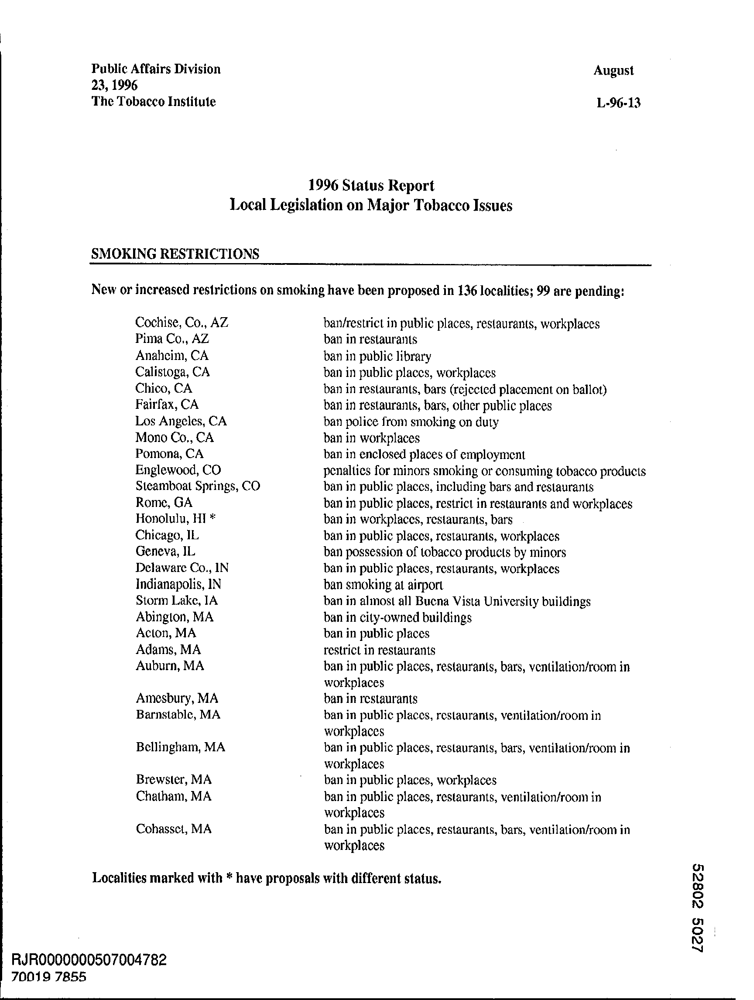 Public Affairs Division August
23, 1996
The Tobacco Institute L-96-13
1996 Status Report
Local Legislation on Major Tobacco Issues
SMOKING RESTRICTIONS
New or increased restrictions on smoking have been proposed in 136 localities; 99 are pending:
Cochise, Co., AZ ban/restrict in public places, restaurants, workplaces
Pima Co., AZ ban in restaurants
Anaheim, CA ban in public library
Calistoga, CA ban in public places, workplaces
Chico, CA ban in restaurants, bars (rejected placement on ballot)
Fairfax, CA ban in restaurants, bars, other public places
Los Angeles, CA ban police from smoking on duty
Mono Co., CA ban in workplaces
Pomona, CA ban in enclosed places of employment
Englewood, CO penalties for minors smoking or consuming tobacco products
Steamboat Springs, CO ban in public places, including bars and restaurants
Rome, GA ban in public places, restrict in restaurants and workplaces
Honolulu, HI * ban in workplaces, restaurants, bars
Chicago, IL ban in public places, restaurants, workplaces
Geneva, IL ban possession of tobacco products by minors
Delaware Co., IN ban in public places, restaurants, workplaces
Indianapolis, IN ban smoking at airport
Storm Lake, IA ban in almost all Buena Vista University buildings
Abington, MA ban in city-owned buildings
Acton, MA ban in public places
Adams, MA restrict in restaurants
Auburn, MA ban in public places, restaurants, bars, ventilation/room in
workplaces
Amesbury, MA ban in restaurants
Barnstable, MA ban in public places, restaurants, ventilation/room in
workplaces
Bellingham, MA ban in public places, restaurants, bars, ventilation/room in
workplaces
Brewster, MA ban in public places, workplaces
Chatham, MA ban in public places, restaurants, ventilation/room in
workplaces
Cohasset, MA ban in public places, restaurants, bars, ventilation/room in
workplaces
Localities marked with * have proposals with different status.
52802 5027
RJR0000000507004782
70019 7855